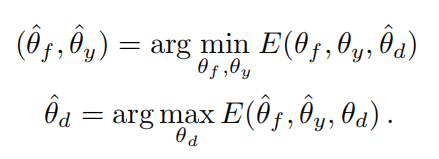 (θ̂_f, θ̂_y) = arg min_{θ_f,θ_y} E(θ_f, θ_y, θ̂_d)
θ̂_d = arg max_{θ_d} E(θ̂_f, θ̂_y, θ_d) .